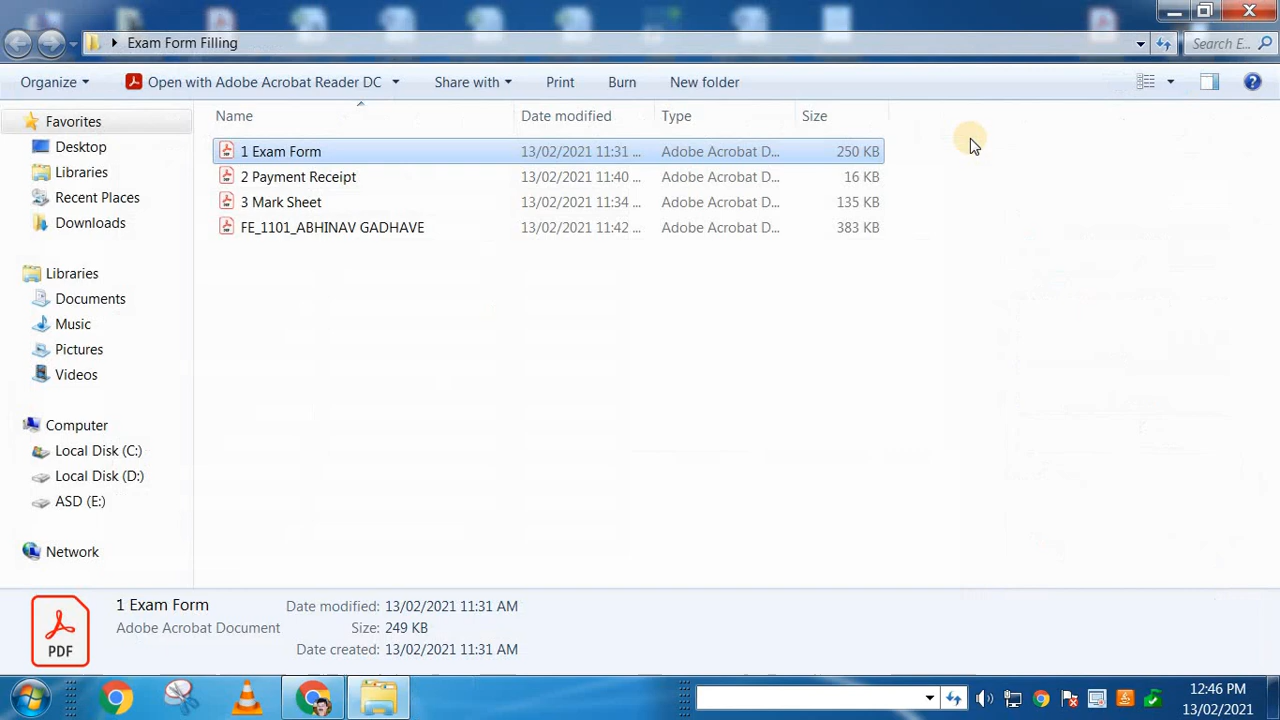 Exam Form Filling
Search E...
Organize Open with Adobe Acrobat Reader DC Share with Print Burn New folder
Name Date modified Type Size
Favorites
Desktop
Libraries
Recent Places
Downloads
Libraries
Documents
Music
Pictures
Videos
Computer
Local Disk (C:)
Local Disk (D:)
ASD (E:)
Network
1 Exam Form 13/02/2021 11:31 ... Adobe Acrobat D... 250 KB
2 Payment Receipt 13/02/2021 11:40 ... Adobe Acrobat D... 16 KB
3 Mark Sheet 13/02/2021 11:34 ... Adobe Acrobat D... 135 KB
FE_1101_ABHINAV GADHAVE 13/02/2021 11:42 ... Adobe Acrobat D... 383 KB
PDF
1 Exam Form
Adobe Acrobat Document
Date modified: 13/02/2021 11:31 AM
Size: 249 KB
Date created: 13/02/2021 11:31 AM
12:46 PM
13/02/2021